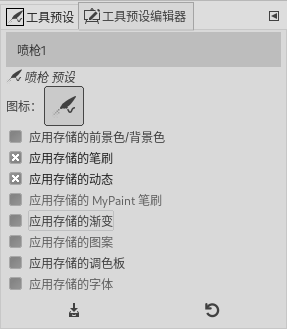 工具预设 工具预设编辑器
喷枪1
喷枪 预设
图标：
应用存储的前景色/背景色
应用存储的笔刷
应用存储的动态
应用存储的 MyPaint 笔刷
应用存储的渐变
应用存储的图案
应用存储的调色板
应用存储的字体